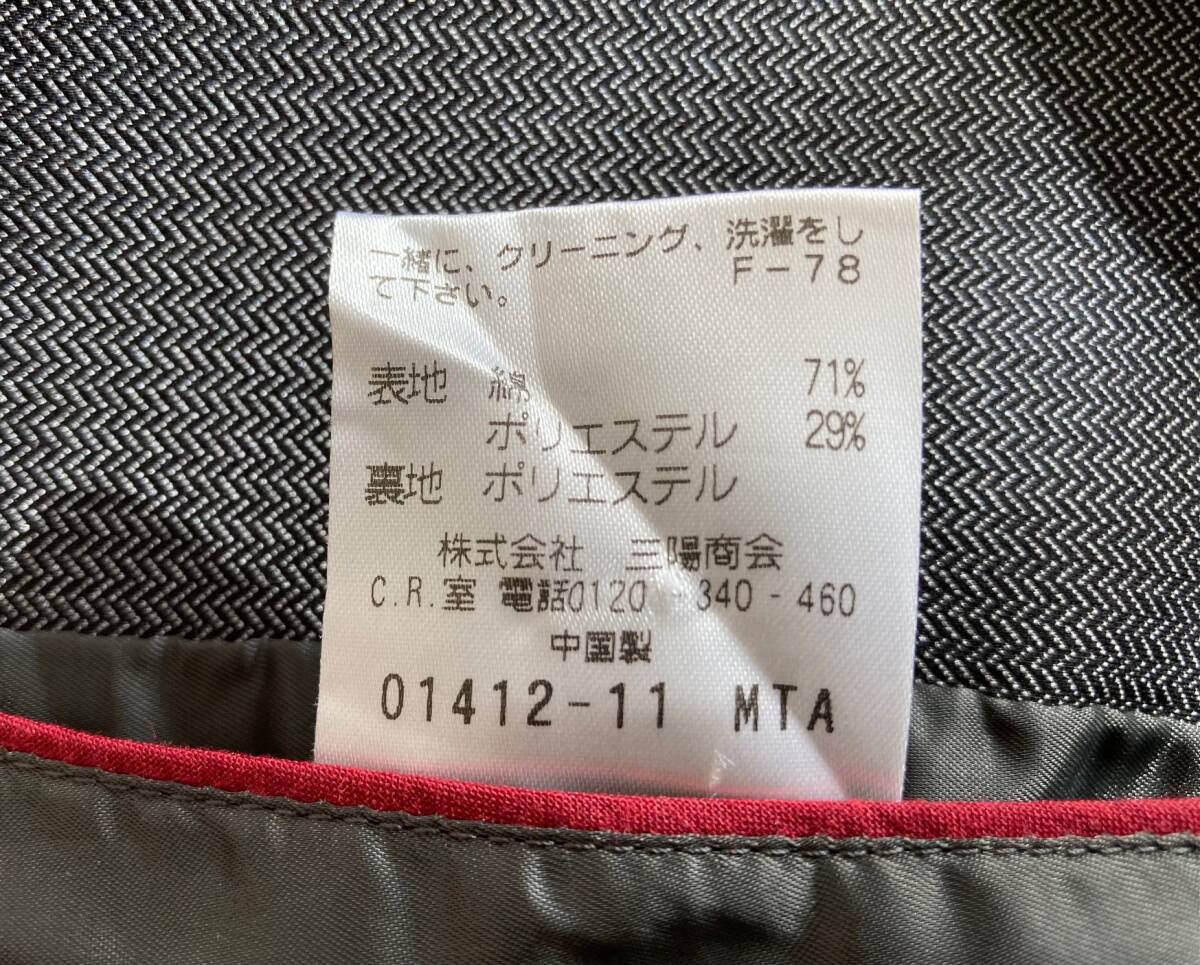 一緒に、クリーニング、洗濯をし
て下さい。 F-78
表地 綿 71%
ポリエステル 29%
裏地 ポリエステル
株式会社 三陽商会
C.R.室 電話0120-340-460
中国製
01412-11 MTA